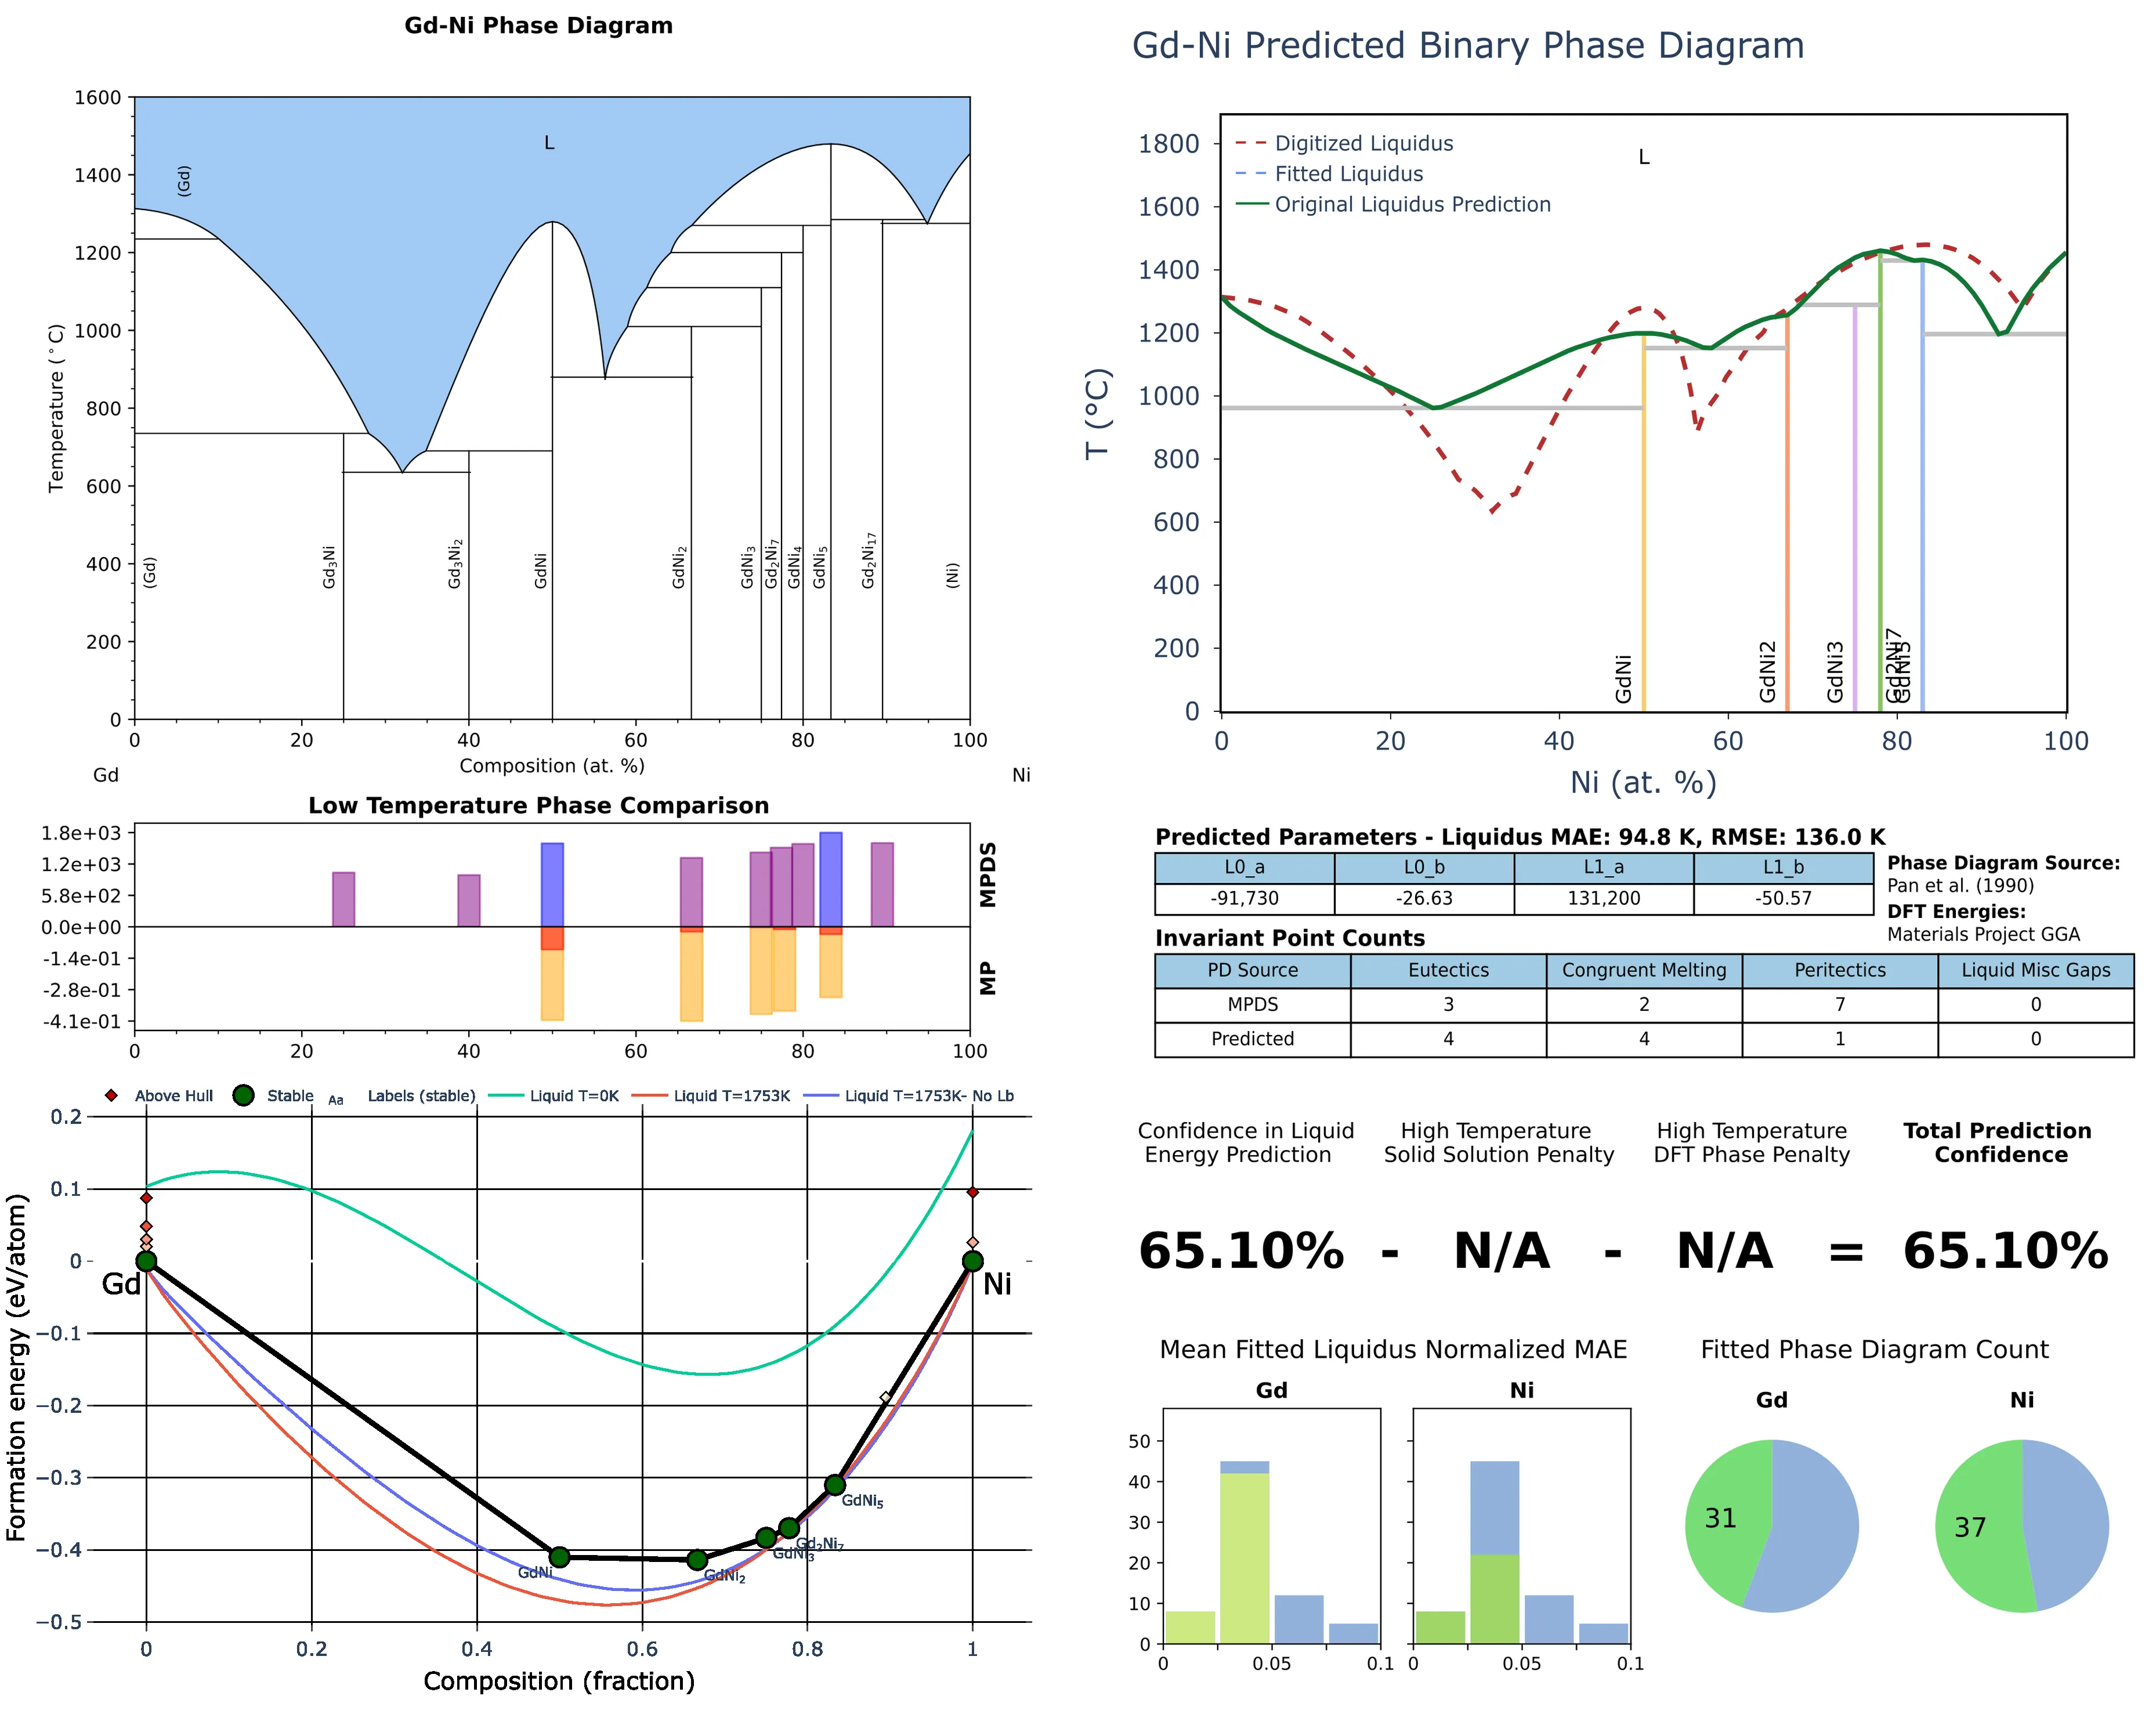 Gd-Ni Phase Diagram
1600
1400
1200
1000
800
600
400
200
0
Temperature (°C)
L
(Gd)
(Gd)
Gd3Ni
Gd3Ni2
GdNi
GdNi2
GdNi3
Gd2Ni7
GdNi4
GdNi5
Gd2Ni17
(Ni)
0 20 40 60 80 100
Composition (at. %)
Gd Ni
Low Temperature Phase Comparison
1.8e+03
1.2e+03
5.8e+02
0.0e+00
-1.4e-01
-2.8e-01
-4.1e-01
MPDS
MP
0 20 40 60 80 100
Above Hull Stable Aa Labels (stable) Liquid T=0K Liquid T=1753K Liquid T=1753K- No Lb
0.2
0.1
0
−0.1
−0.2
−0.3
−0.4
−0.5
Formation energy (eV/atom)
Gd
Ni
GdNi
GdNi2
GdNi3
Gd2Ni7
GdNi5
0 0.2 0.4 0.6 0.8 1
Composition (fraction)
Gd-Ni Predicted Binary Phase Diagram
1800
1600
1400
1200
1000
800
600
400
200
0
T (°C)
Digitized Liquidus
Fitted Liquidus
Original Liquidus Prediction
L
GdNi
GdNi2
GdNi3
Gd2Ni7
GdNi5
0 20 40 60 80 100
Ni (at. %)
Predicted Parameters - Liquidus MAE: 94.8 K, RMSE: 136.0 K
L0_a L0_b L1_a L1_b
-91,730 -26.63 131,200 -50.57
Phase Diagram Source:
Pan et al. (1990)
DFT Energies:
Materials Project GGA
Invariant Point Counts
PD Source Eutectics Congruent Melting Peritectics Liquid Misc Gaps
MPDS 3 2 7 0
Predicted 4 4 1 0
Confidence in Liquid
Energy Prediction
High Temperature
Solid Solution Penalty
High Temperature
DFT Phase Penalty
Total Prediction
Confidence
65.10% - N/A - N/A = 65.10%
Mean Fitted Liquidus Normalized MAE
Gd Ni
50
40
30
20
10
0
0 0.05 0.1
0 0.05 0.1
Fitted Phase Diagram Count
Gd Ni
31
37